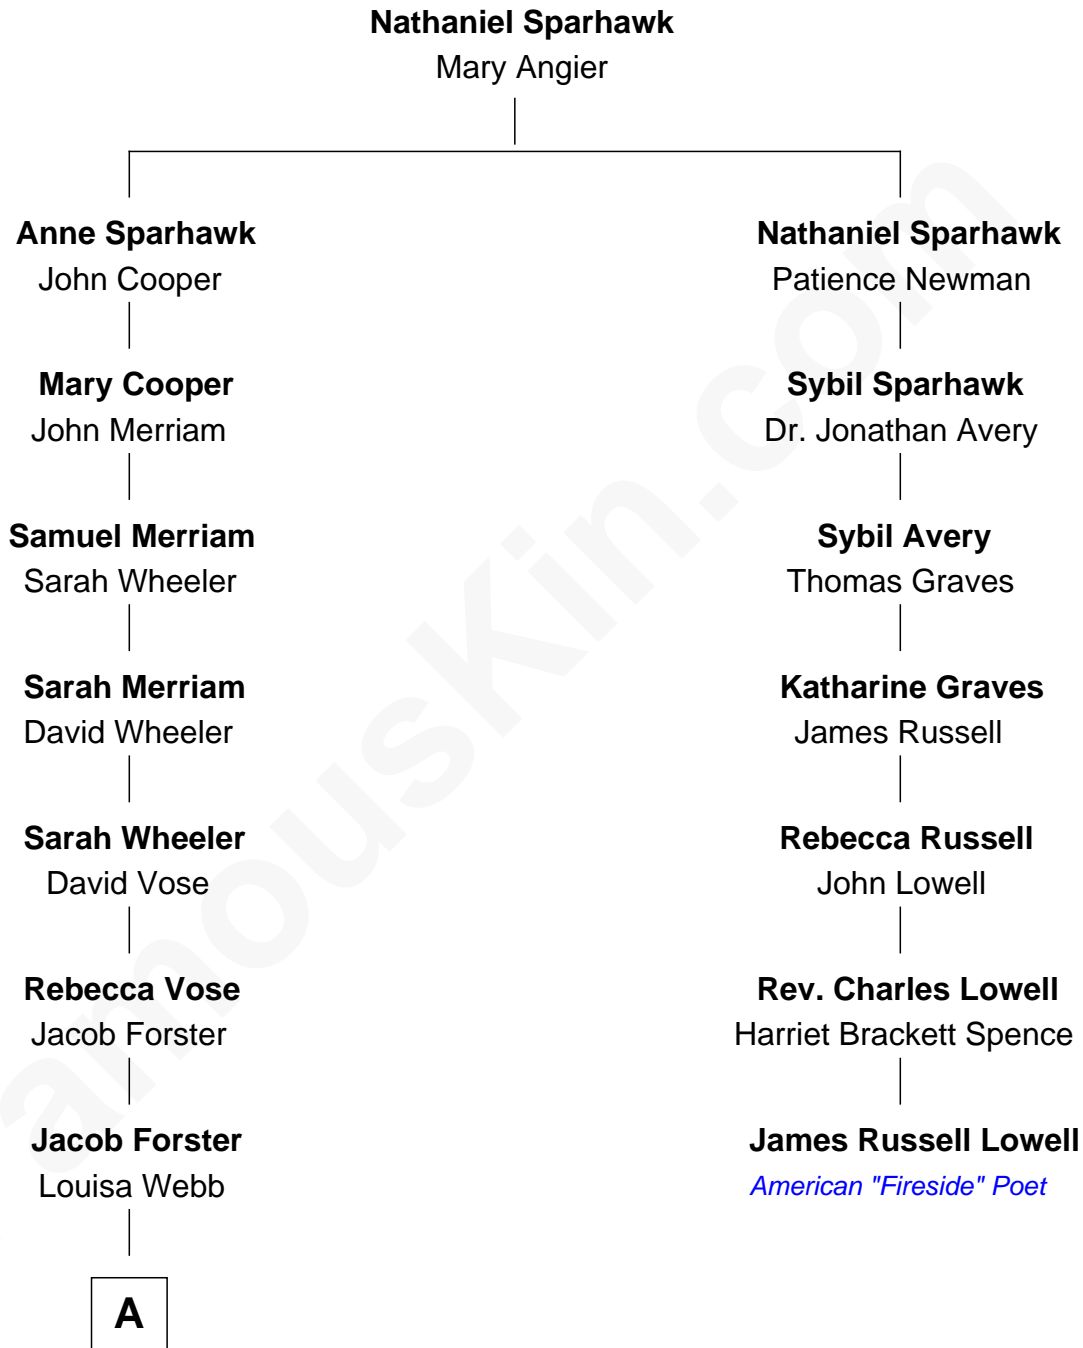 Nathaniel Sparhawk
Mary Angier
Anne Sparhawk
John Cooper
Mary Cooper
John Merriam
Samuel Merriam
Sarah Wheeler
Sarah Merriam
David Wheeler
Sarah Wheeler
David Vose
Rebecca Vose
Jacob Forster
Jacob Forster
Louisa Webb
A
Nathaniel Sparhawk
Patience Newman
Sybil Sparhawk
Dr. Jonathan Avery
Sybil Avery
Thomas Graves
Katharine Graves
James Russell
Rebecca Russell
John Lowell
Rev. Charles Lowell
Harriet Brackett Spence
James Russell Lowell
American "Fireside" Poet
amousKin.com